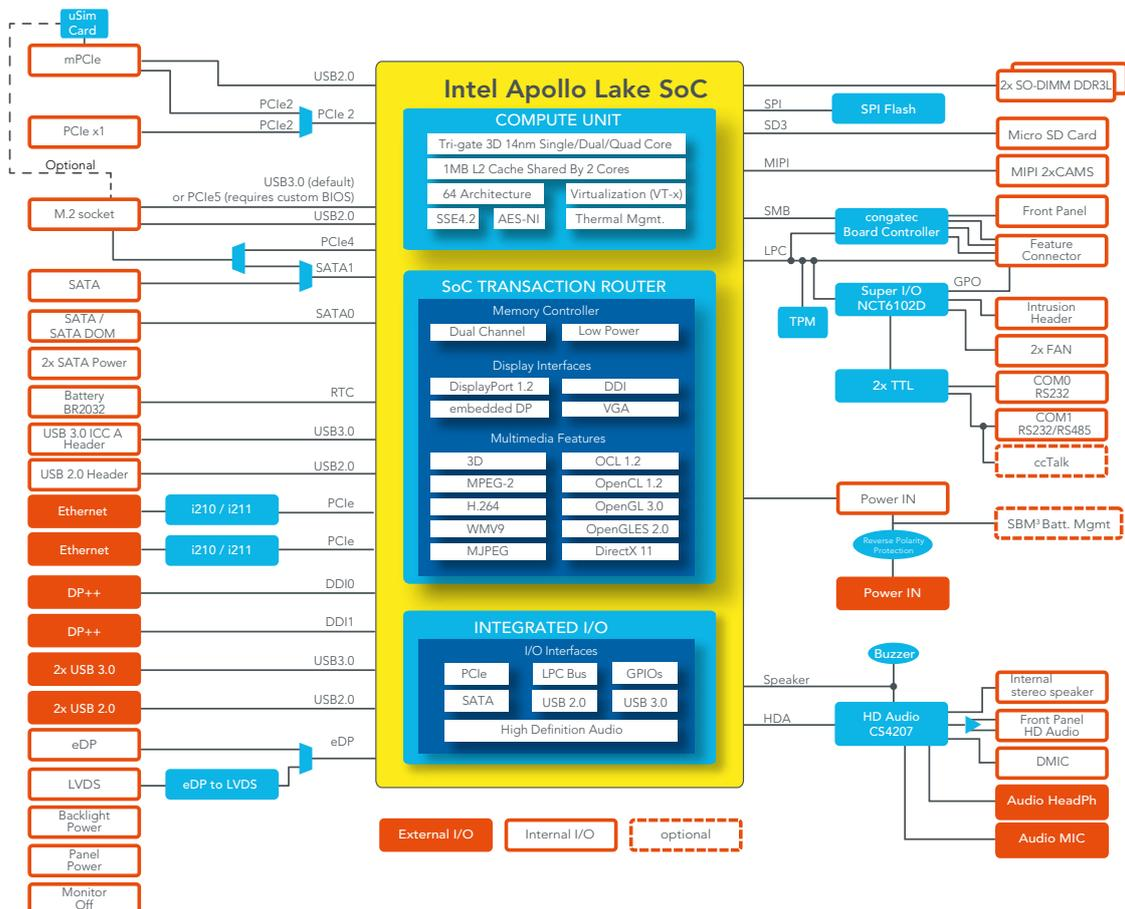 uSim
Card
mPCIe
USB2.0
PCIe2
PCIe 2
PCIe x1
PCIe2
Optional
USB3.0 (default)
or PCIe5 (requires custom BIOS)
M.2 socket
USB2.0
PCIe4
SATA1
SATA
SATA /
SATA DOM
SATA0
2x SATA Power
Battery
BR2032
RTC
USB 3.0 ICC A
Header
USB3.0
USB 2.0 Header
USB2.0
Ethernet
i210 / i211
PCIe
Ethernet
i210 / i211
PCIe
DP++
DDI0
DP++
DDI1
2x USB 3.0
USB3.0
2x USB 2.0
USB2.0
eDP
eDP
LVDS
eDP to LVDS
Backlight
Power
Panel
Power
Monitor
Off
Intel Apollo Lake SoC
COMPUTE UNIT
Tri-gate 3D 14nm Single/Dual/Quad Core
1MB L2 Cache Shared By 2 Cores
64 Architecture
Virtualization (VT-x)
SSE4.2
AES-NI
Thermal Mgmt.
SoC TRANSACTION ROUTER
Memory Controller
Dual Channel
Low Power
Display Interfaces
DisplayPort 1.2
DDI
embedded DP
VGA
Multimedia Features
3D
OCL 1.2
MPEG-2
OpenCL 1.2
H.264
OpenGL 3.0
WMV9
OpenGLES 2.0
MJPEG
DirectX 11
INTEGRATED I/O
I/O Interfaces
PCIe
LPC Bus
GPIOs
SATA
USB 2.0
USB 3.0
High Definition Audio
External I/O
Internal I/O
optional
2x SO-DIMM DDR3L
SPI
SPI Flash
SD3
Micro SD Card
MIPI
MIPI 2xCAMS
SMB
congatec
Board Controller
Front Panel
LPC
Feature
Connector
GPO
Super I/O
NCT6102D
TPM
Intrusion
Header
2x FAN
2x TTL
COM0
RS232
COM1
RS232/RS485
ccTalk
Power IN
SBM³ Batt. Mgmt
Reverse Polarity
Protection
Power IN
Buzzer
Speaker
HDA
HD Audio
CS4207
Internal
stereo speaker
Front Panel
HD Audio
DMIC
Audio HeadPh
Audio MIC